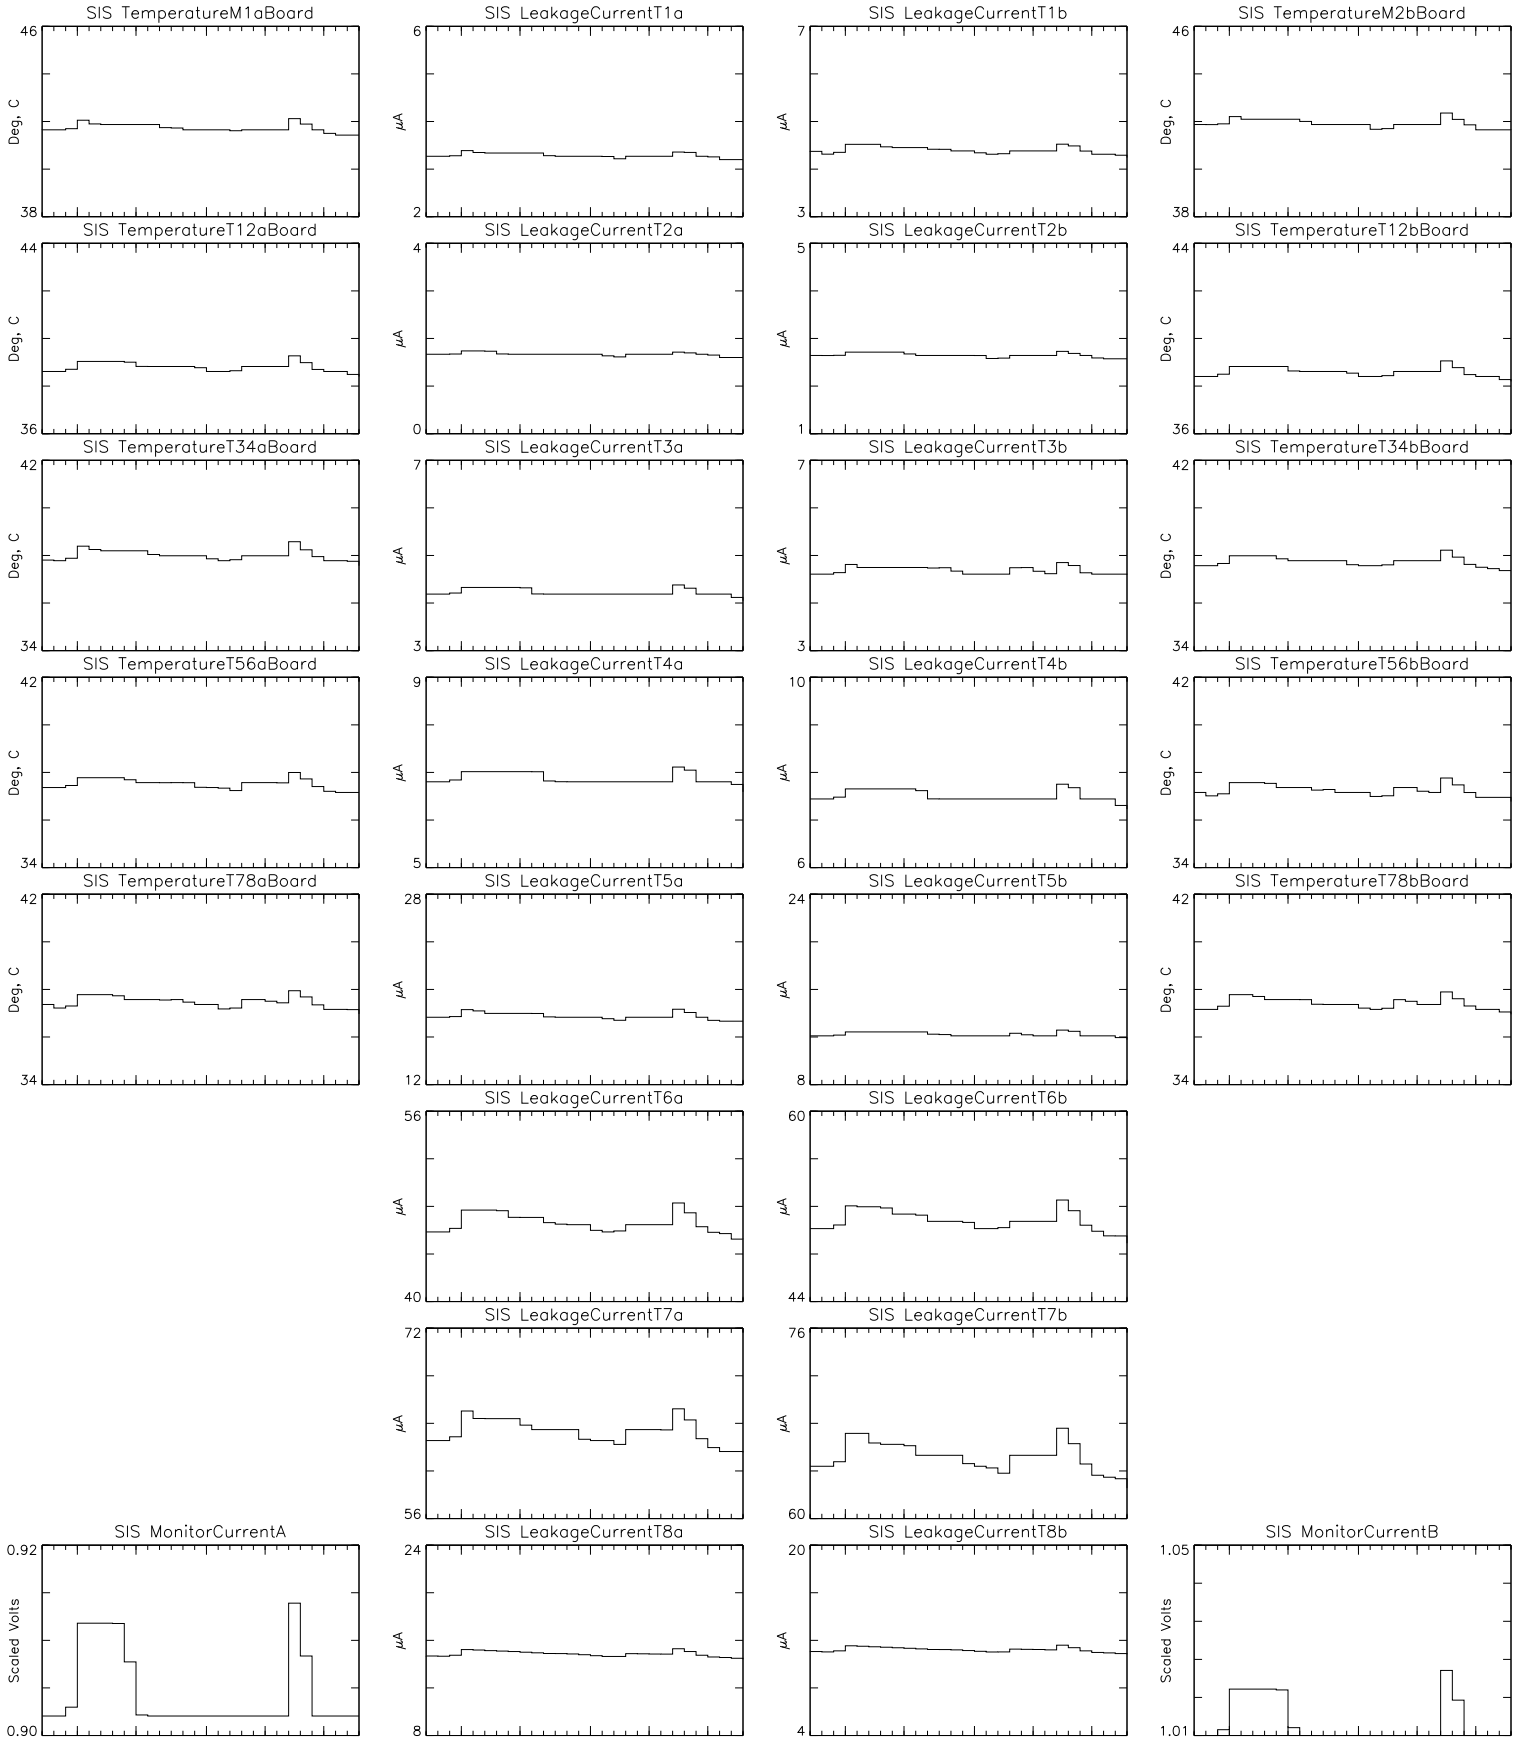 SIS TemperatureM1aBoard
46
Deg, C
38
SIS LeakageCurrentT1a
6
μA
2
SIS LeakageCurrentT1b
7
μA
3
SIS TemperatureM2bBoard
46
Deg, C
38
SIS TemperatureT12aBoard
44
Deg, C
36
SIS LeakageCurrentT2a
4
μA
0
SIS LeakageCurrentT2b
5
μA
1
SIS TemperatureT12bBoard
44
Deg, C
36
SIS TemperatureT34aBoard
42
Deg, C
34
SIS LeakageCurrentT3a
7
μA
3
SIS LeakageCurrentT3b
7
μA
3
SIS TemperatureT34bBoard
42
Deg, C
34
SIS TemperatureT56aBoard
42
Deg, C
34
SIS LeakageCurrentT4a
9
μA
5
SIS LeakageCurrentT4b
10
μA
6
SIS TemperatureT56bBoard
42
Deg, C
34
SIS TemperatureT78aBoard
42
Deg, C
34
SIS LeakageCurrentT5a
28
μA
12
SIS LeakageCurrentT5b
24
μA
8
SIS TemperatureT78bBoard
42
Deg, C
34
SIS LeakageCurrentT6a
56
μA
40
SIS LeakageCurrentT6b
60
μA
44
SIS LeakageCurrentT7a
72
μA
56
SIS LeakageCurrentT7b
76
μA
60
SIS MonitorCurrentA
0.92
Scaled Volts
0.90
SIS LeakageCurrentT8a
24
μA
8
SIS LeakageCurrentT8b
20
μA
4
SIS MonitorCurrentB
1.05
Scaled Volts
1.01